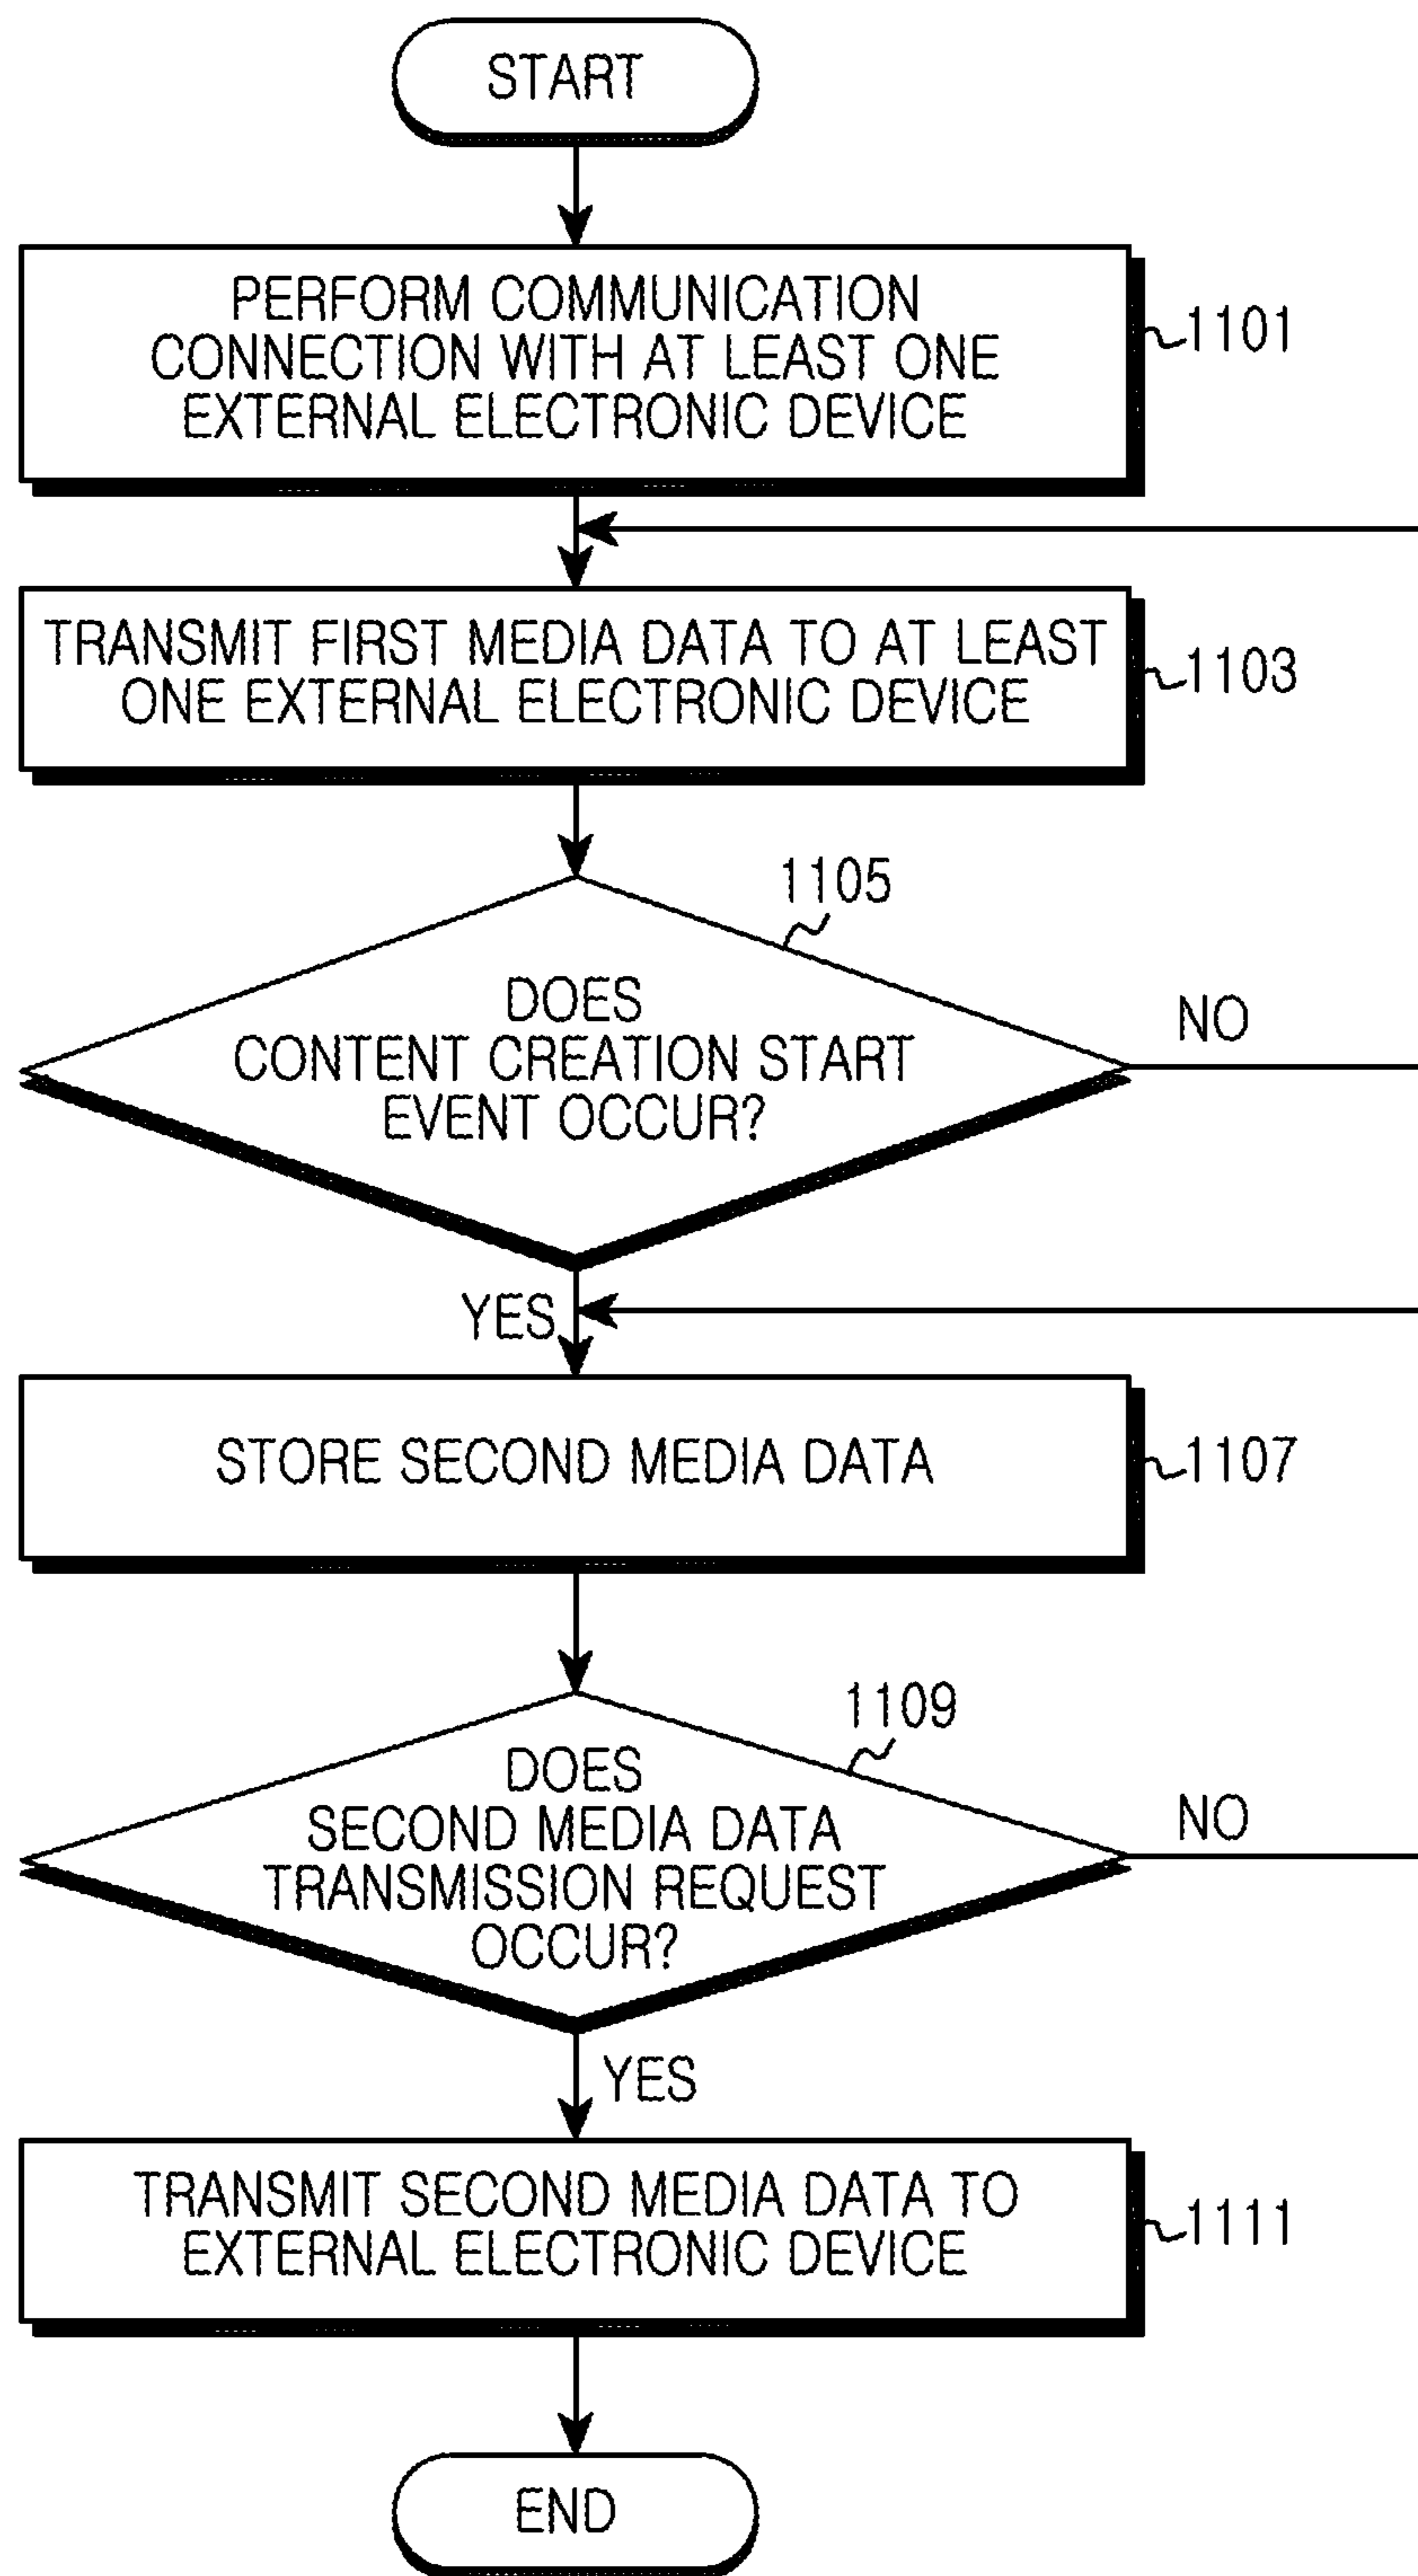 START
PERFORM COMMUNICATION
CONNECTION WITH AT LEAST ONE
EXTERNAL ELECTRONIC DEVICE
1101
TRANSMIT FIRST MEDIA DATA TO AT LEAST
ONE EXTERNAL ELECTRONIC DEVICE
1103
1105
DOES
CONTENT CREATION START
EVENT OCCUR?
NO
YES
STORE SECOND MEDIA DATA
1107
1109
DOES
SECOND MEDIA DATA
TRANSMISSION REQUEST
OCCUR?
NO
YES
TRANSMIT SECOND MEDIA DATA TO
EXTERNAL ELECTRONIC DEVICE
1111
END